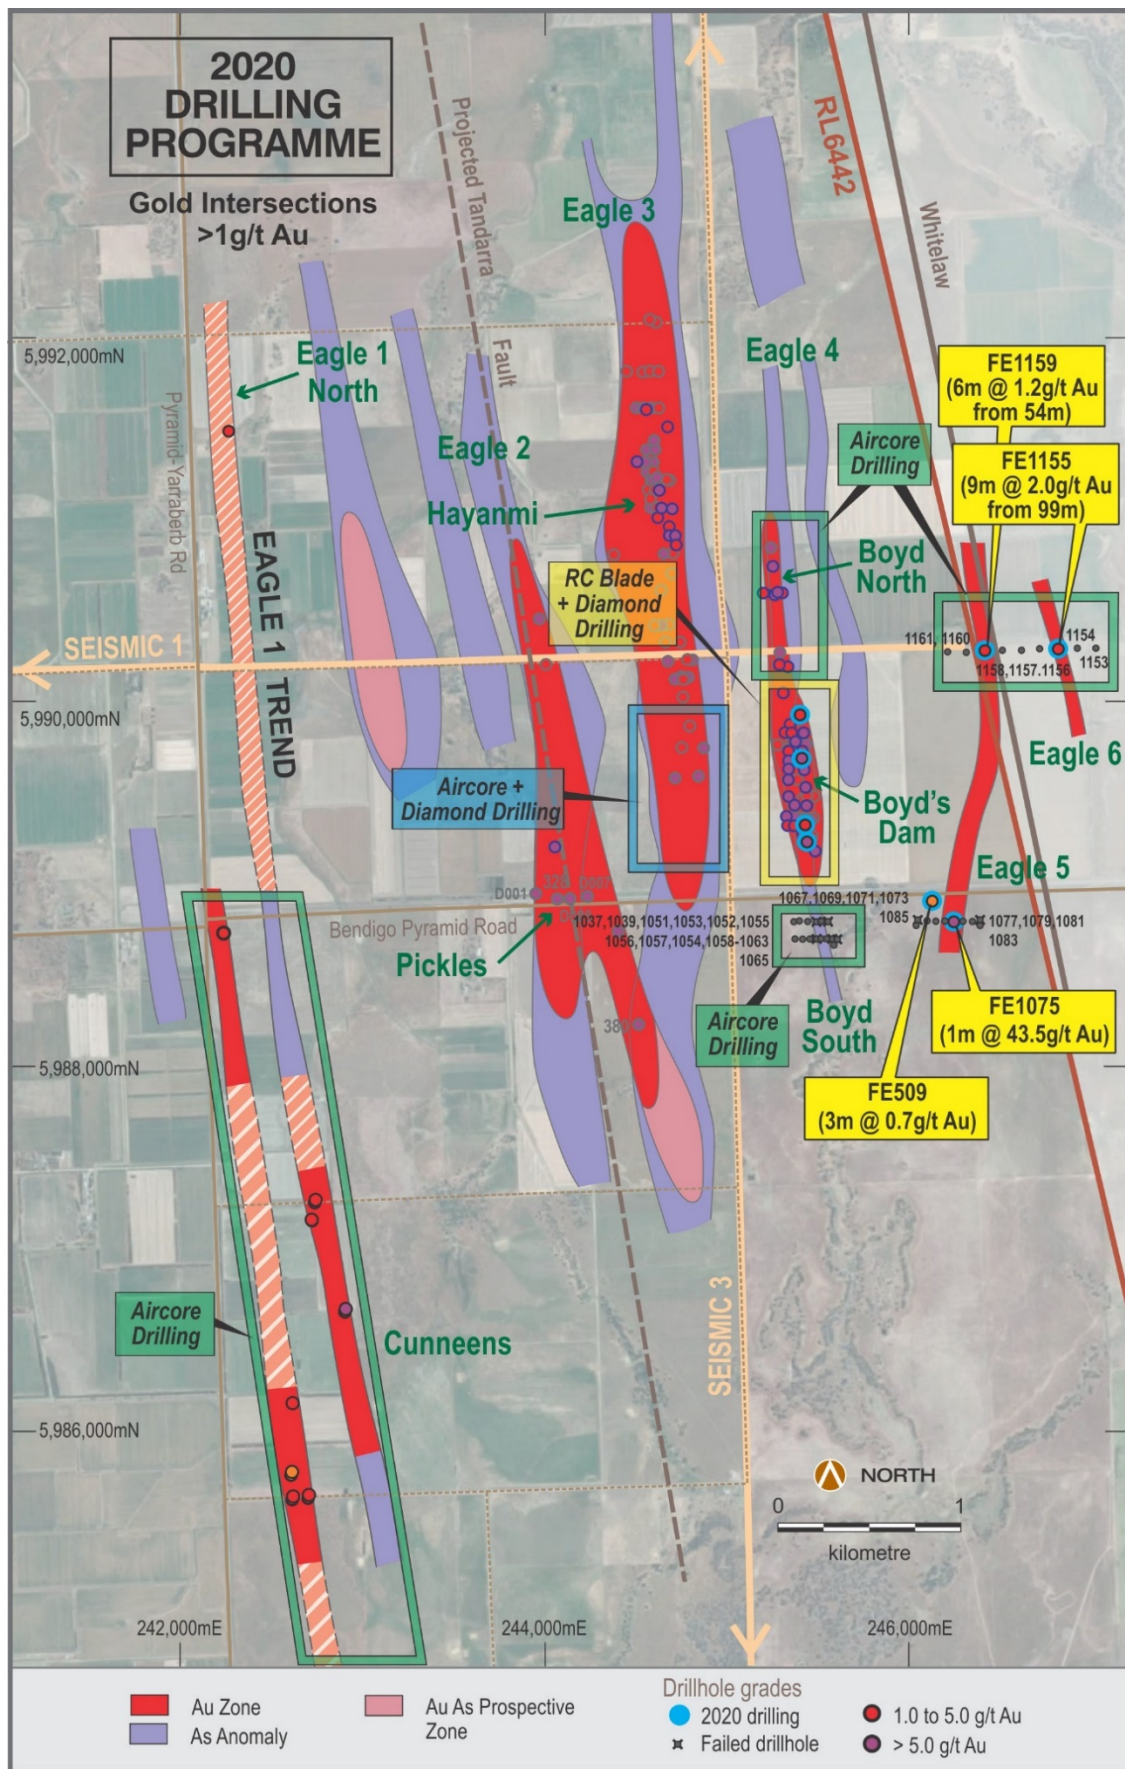 2020
DRILLING
PROGRAMME
Gold Intersections
>1g/t Au
Projected Tandarra
Fault
RL6442
Whitelaw
Eagle 3
5,992,000mN
Eagle 1
North
Pyramid-Yarraberb Rd
Eagle 2
Hayanmi
Eagle 4
FE1159
(6m @ 1.2g/t Au
from 54m)
Aircore
Drilling
FE1155
(9m @ 2.0g/t Au
from 99m)
EAGLE 1 TREND
RC Blade
+ Diamond
Drilling
Boyd
North
SEISMIC 1
1161, 1160
1154
1158,1157.1156
1153
5,990,000mN
Eagle 6
Aircore +
Diamond Drilling
Boyd's
Dam
Eagle 5
D001
328
D007
1067,1069,1071,1073
1085
Bendigo Pyramid Road
1037,1039,1051,1053,1052,1055
1077,1079,1081
1056,1057,1054,1058-1063
1083
1065
Pickles
Aircore
Drilling
Boyd
South
FE1075
(1m @ 43.5g/t Au)
5,988,000mN
FE509
(3m @ 0.7g/t Au)
Aircore
Drilling
Cunneens
SEISMIC 3
5,986,000mN
NORTH
0 1
kilometre
242,000mE
244,000mE
246,000mE
Au Zone
As Anomaly
Au As Prospective
Zone
Drillhole grades
2020 drilling
Failed drillhole
1.0 to 5.0 g/t Au
> 5.0 g/t Au